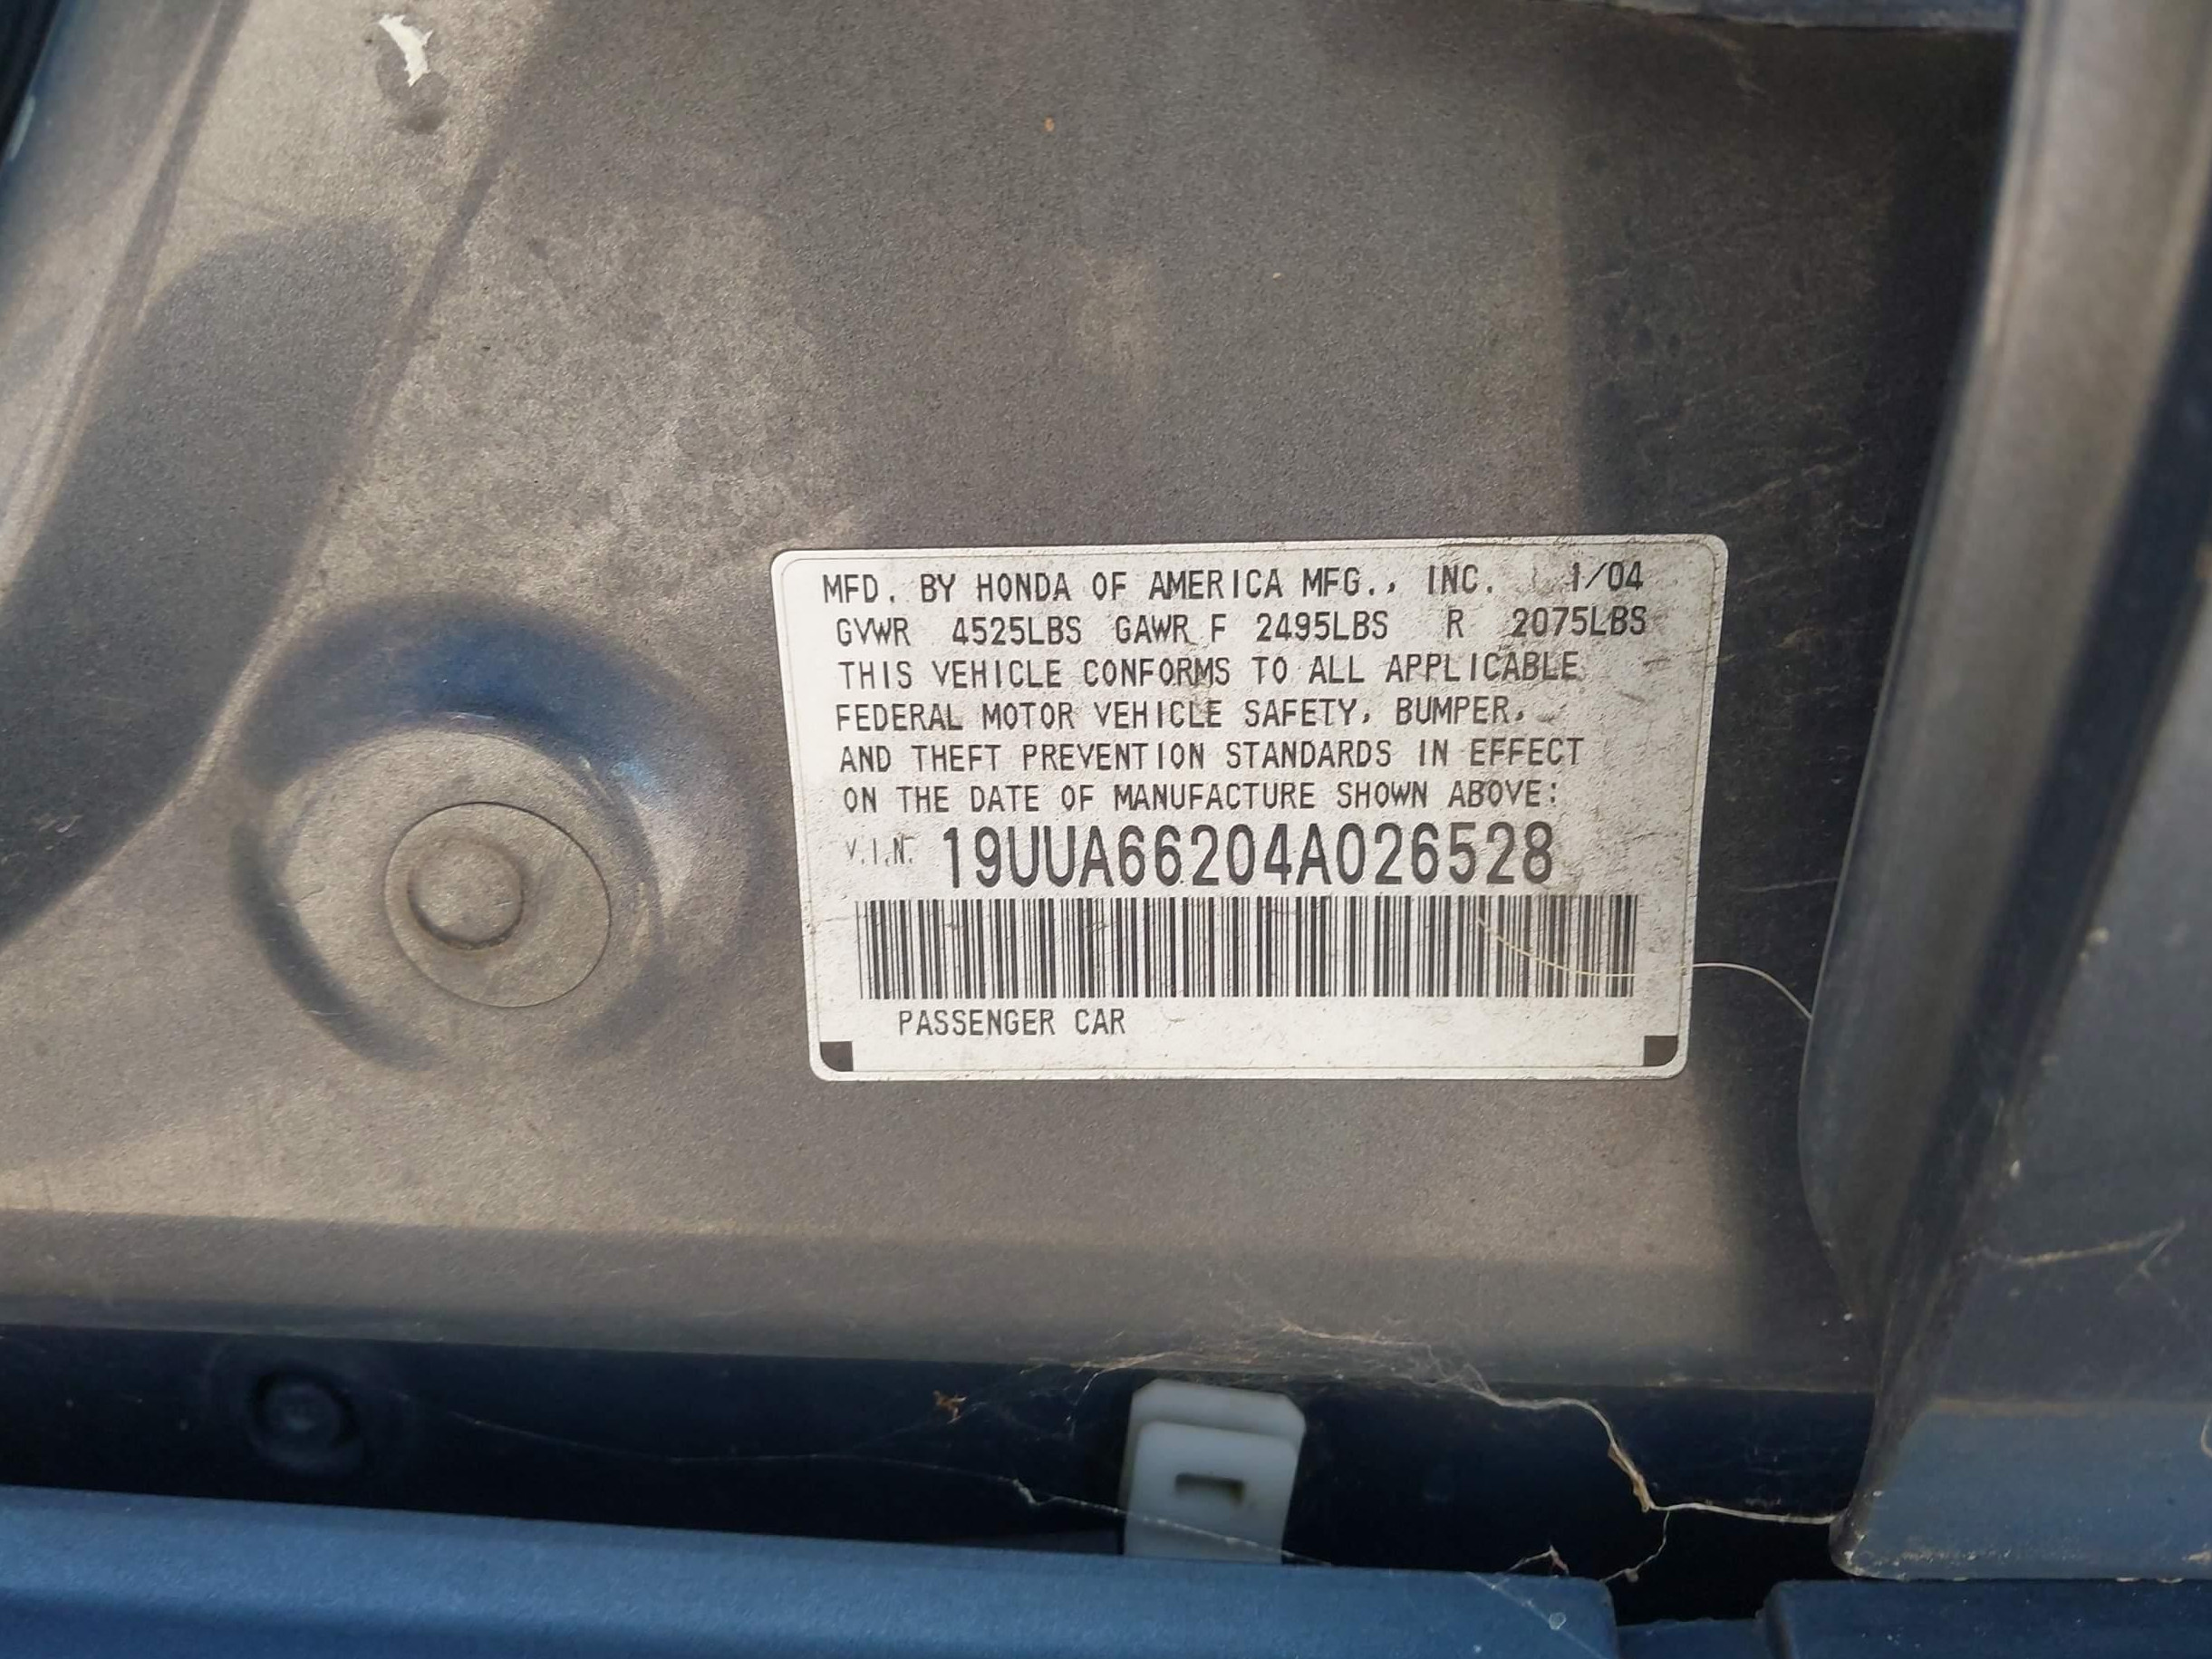 MFD. BY HONDA OF AMERICA MFG., INC. 1/04
GVWR 4525LBS GAWR F 2495LBS R 2075LBS
THIS VEHICLE CONFORMS TO ALL APPLICABLE
FEDERAL MOTOR VEHICLE SAFETY, BUMPER,
AND THEFT PREVENTION STANDARDS IN EFFECT
ON THE DATE OF MANUFACTURE SHOWN ABOVE:
V.I.N. 19UUA66204A026528
PASSENGER CAR